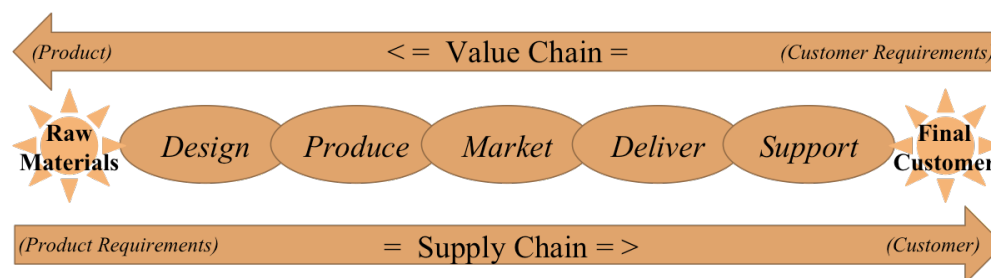 (Product) < = Value Chain = (Customer Requirements)
Raw Materials Design Produce Market Deliver Support Final Customer
(Product Requirements) = Supply Chain = > (Customer)